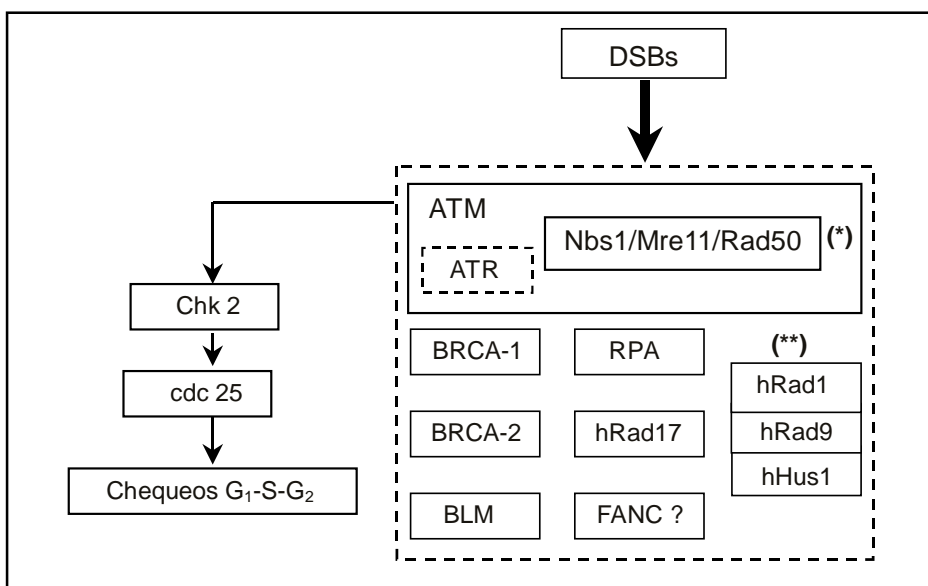 DSBs
ATM
Nbs1/Mre11/Rad50 (*)
ATR
Chk 2
cdc 25
Chequeos G₁-S-G₂
BRCA-1
RPA
(**)
hRad1
BRCA-2
hRad17
hRad9
hHus1
BLM
FANC ?